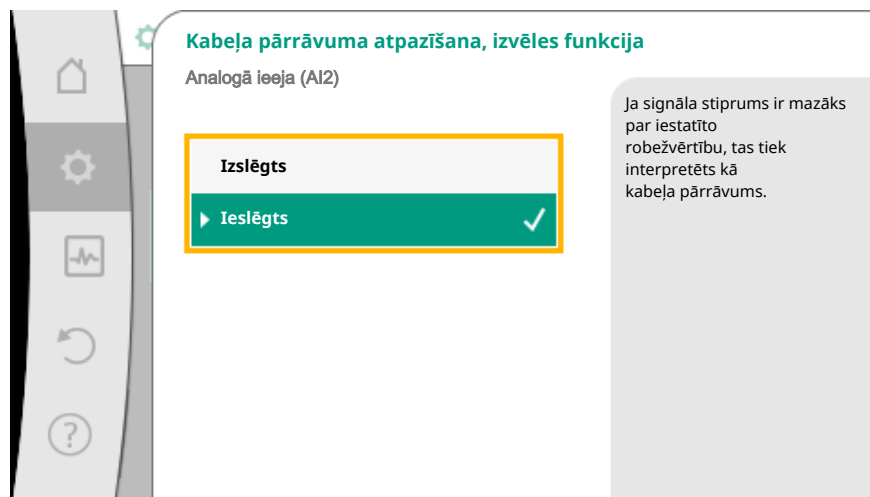 Kabeļa pārrāvuma atpazīšana, izvēles funkcija
Analogā ieeja (AI2)
Izslēgts
Ieslēgts
Ja signāla stiprums ir mazāks
par iestatīto
robežvērtību, tas tiek
interpretēts kā
kabeļa pārrāvums.